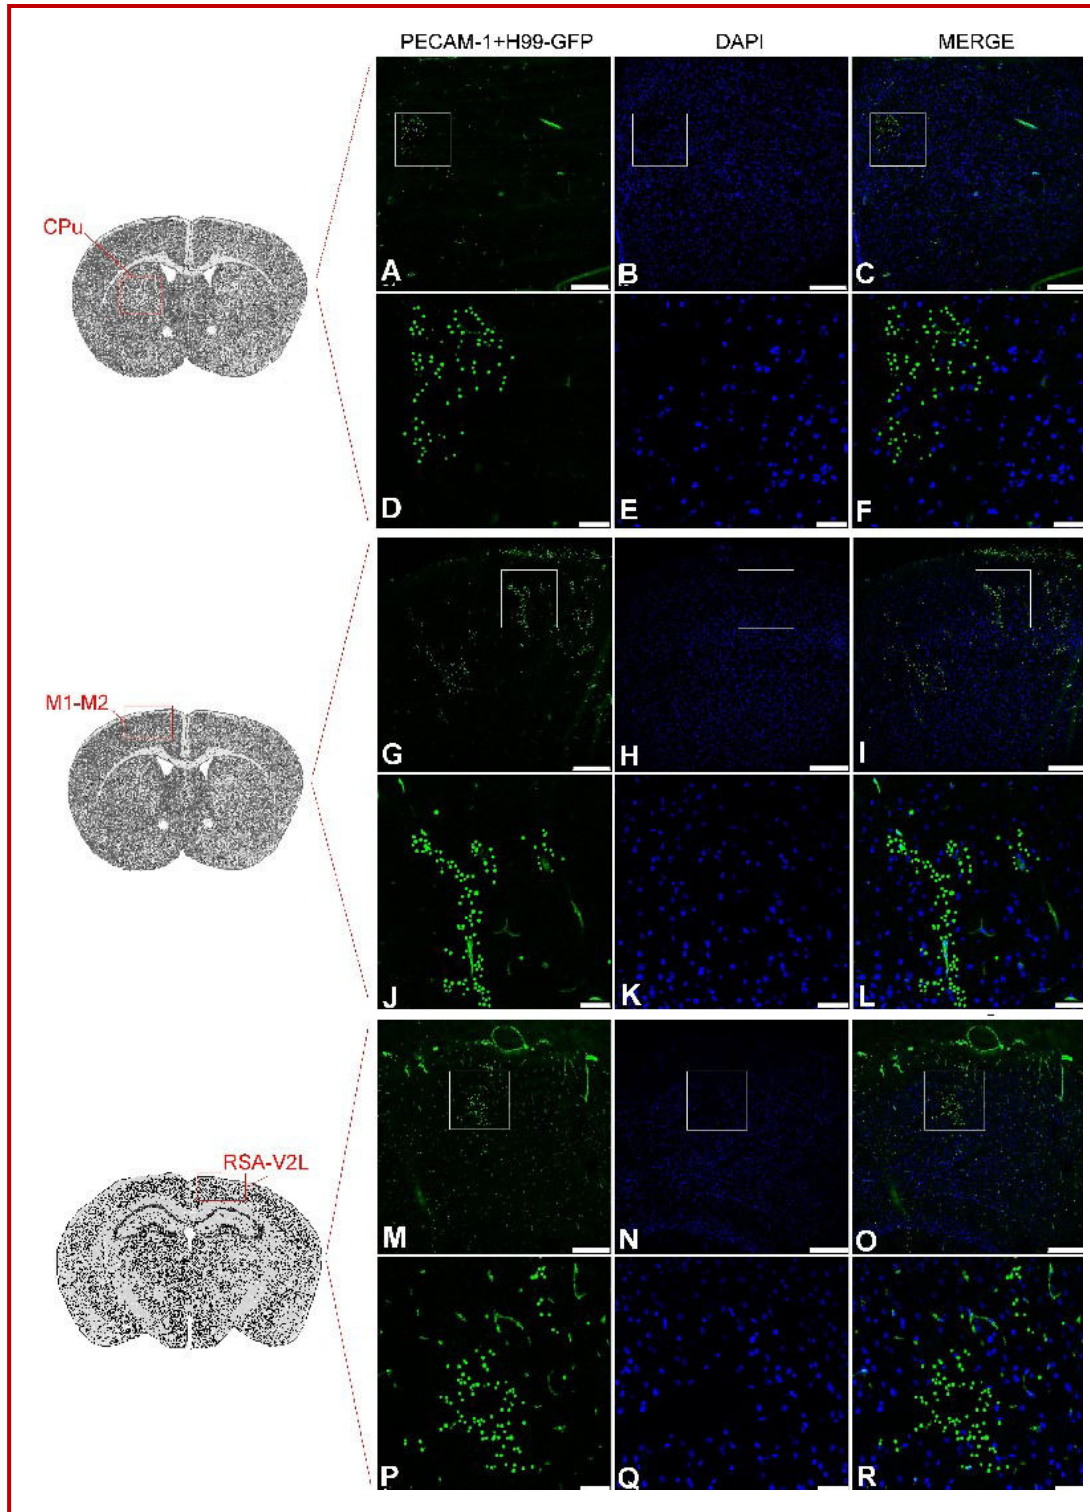 PECAM-1+H99-GFP DAPI MERGE
CPu
A B C
D E F
M1-M2
G H I
J K L
RSA-V2L
M N O
P Q R